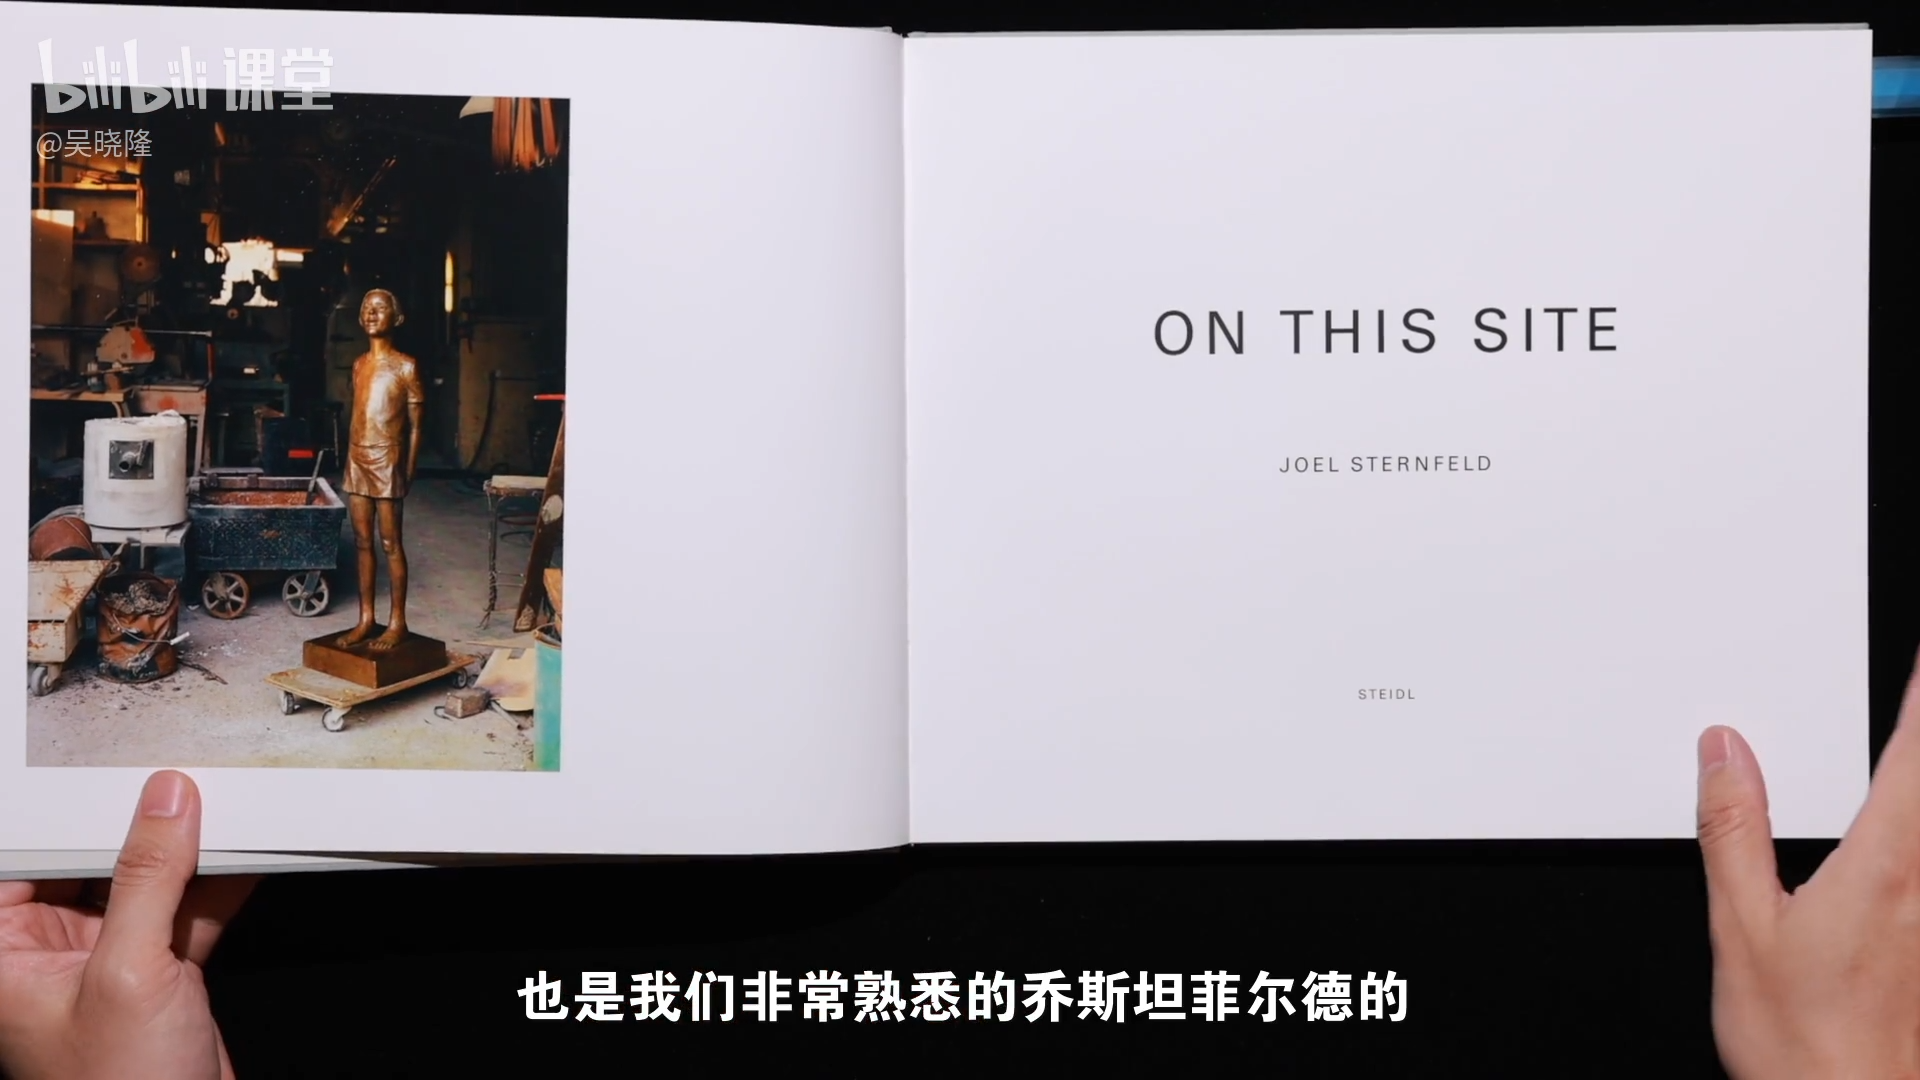 bilibili 课堂
@吴晓隆
ON THIS SITE
JOEL STERNFELD
STEIDL
也是我们非常熟悉的乔斯坦菲尔德的